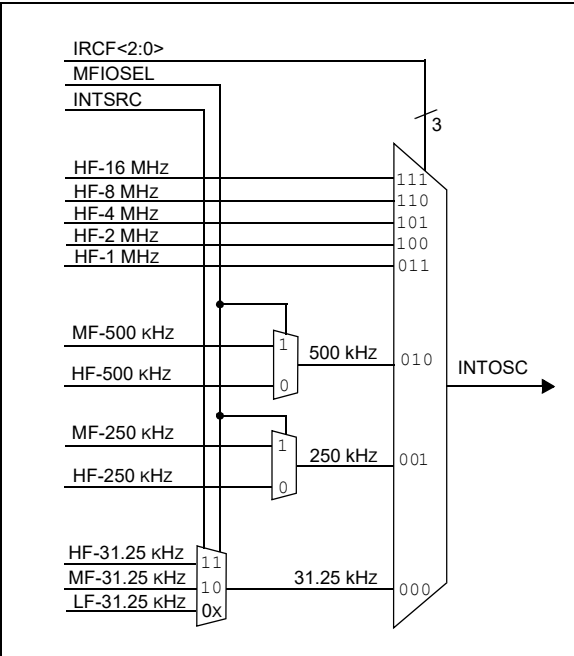 IRCF<2:0>
MFIOSEL
INTSRC
3
HF-16 MHZ
111
HF-8 MHZ
110
HF-4 MHZ
101
HF-2 MHZ
100
HF-1 MHZ
011
MF-500 KHZ
1
500 kHz
010
INTOSC
HF-500 KHZ
0
MF-250 KHZ
1
250 kHz
001
HF-250 KHZ
0
HF-31.25 KHZ
11
MF-31.25 KHZ
10
31.25 kHz
000
LF-31.25 KHZ
0X